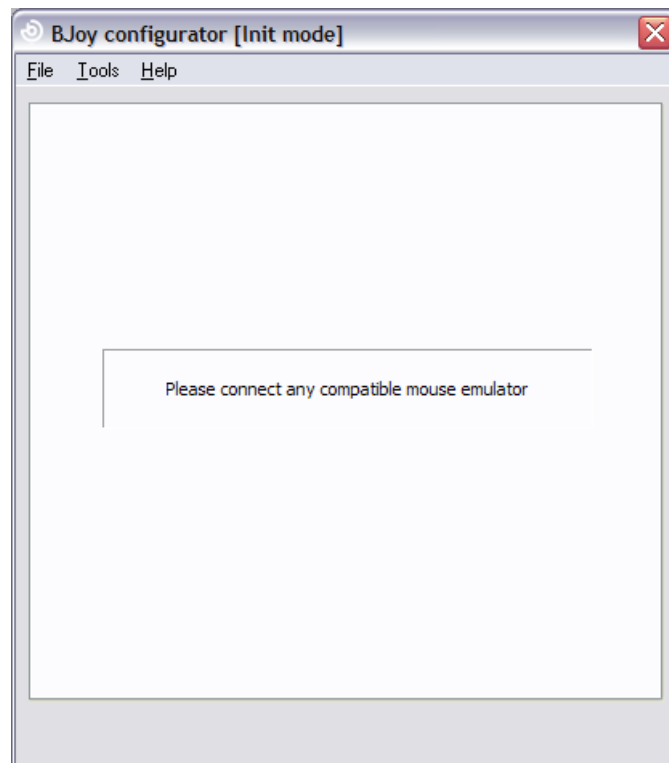 BJoy configurator [Init mode]
File Tools Help
Please connect any compatible mouse emulator